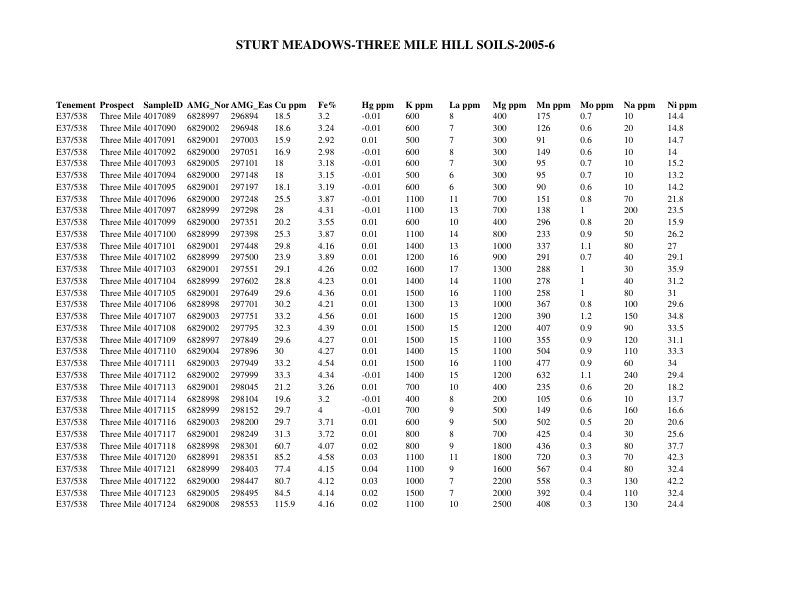 STURT MEADOWS-THREE MILE HILL SOILS-2005-6
Tenement Prospect SampleID AMG_Nor AMG_Eas Cu ppm Fe% Hg ppm K ppm La ppm Mg ppm Mn ppm Mo ppm Na ppm Ni ppm
E37/538 Three Mile 4017089 6828997 296894 18.5 3.2 -0.01 600 8 400 175 0.7 10 14.4
E37/538 Three Mile 4017090 6829002 296948 18.6 3.24 -0.01 600 7 300 126 0.6 20 14.8
E37/538 Three Mile 4017091 6829001 297003 15.9 2.92 0.01 500 7 300 91 0.6 10 14.7
E37/538 Three Mile 4017092 6829000 297051 16.9 2.98 -0.01 600 8 300 149 0.6 10 14
E37/538 Three Mile 4017093 6829005 297101 18 3.18 -0.01 600 7 300 95 0.7 10 15.2
E37/538 Three Mile 4017094 6829000 297148 18 3.15 -0.01 500 6 300 95 0.7 10 13.2
E37/538 Three Mile 4017095 6829001 297197 18.1 3.19 -0.01 600 6 300 90 0.6 10 14.2
E37/538 Three Mile 4017096 6829000 297248 25.5 3.87 -0.01 1100 11 700 151 0.8 70 21.8
E37/538 Three Mile 4017097 6828999 297298 28 4.31 -0.01 1100 13 700 138 1 200 23.5
E37/538 Three Mile 4017099 6829000 297351 20.2 3.55 0.01 600 10 400 296 0.8 20 15.9
E37/538 Three Mile 4017100 6828999 297398 25.3 3.87 0.01 1100 14 800 233 0.9 50 26.2
E37/538 Three Mile 4017101 6829001 297448 29.8 4.16 0.01 1400 13 1000 337 1.1 80 27
E37/538 Three Mile 4017102 6828999 297500 23.9 3.89 0.01 1200 16 900 291 0.7 40 29.1
E37/538 Three Mile 4017103 6829001 297551 29.1 4.26 0.02 1600 17 1300 288 1 30 35.9
E37/538 Three Mile 4017104 6828999 297602 28.8 4.23 0.01 1400 14 1100 278 1 40 31.2
E37/538 Three Mile 4017105 6829001 297649 29.6 4.36 0.01 1500 16 1100 258 1 80 31
E37/538 Three Mile 4017106 6828998 297701 30.2 4.21 0.01 1300 13 1000 367 0.8 100 29.6
E37/538 Three Mile 4017107 6829003 297751 33.2 4.56 0.01 1600 15 1200 390 1.2 150 34.8
E37/538 Three Mile 4017108 6829002 297795 32.3 4.39 0.01 1500 15 1200 407 0.9 90 33.5
E37/538 Three Mile 4017109 6828997 297849 29.6 4.27 0.01 1500 15 1100 355 0.9 120 31.1
E37/538 Three Mile 4017110 6829004 297896 30 4.27 0.01 1400 15 1100 504 0.9 110 33.3
E37/538 Three Mile 4017111 6829003 297949 33.2 4.54 0.01 1500 16 1100 477 0.9 60 34
E37/538 Three Mile 4017112 6829002 297999 33.3 4.34 -0.01 1400 15 1200 632 1.1 240 29.4
E37/538 Three Mile 4017113 6829001 298045 21.2 3.26 0.01 700 10 400 235 0.6 20 18.2
E37/538 Three Mile 4017114 6828998 298104 19.6 3.2 -0.01 400 8 200 105 0.6 10 13.7
E37/538 Three Mile 4017115 6828999 298152 29.7 4 -0.01 700 9 500 149 0.6 160 16.6
E37/538 Three Mile 4017116 6829003 298200 29.7 3.71 0.01 600 9 500 502 0.5 20 20.6
E37/538 Three Mile 4017117 6829001 298249 31.3 3.72 0.01 800 8 700 425 0.4 30 25.6
E37/538 Three Mile 4017118 6828998 298301 60.7 4.07 0.02 800 9 1800 436 0.3 80 37.7
E37/538 Three Mile 4017120 6828991 298351 85.2 4.58 0.03 1100 11 1800 720 0.3 70 42.3
E37/538 Three Mile 4017121 6828999 298403 77.4 4.15 0.04 1100 9 1600 567 0.4 80 32.4
E37/538 Three Mile 4017122 6829000 298447 80.7 4.12 0.03 1000 7 2200 558 0.3 130 42.2
E37/538 Three Mile 4017123 6829005 298495 84.5 4.14 0.02 1500 7 2000 392 0.4 110 32.4
E37/538 Three Mile 4017124 6829008 298553 115.9 4.16 0.02 1100 10 2500 408 0.3 130 24.4